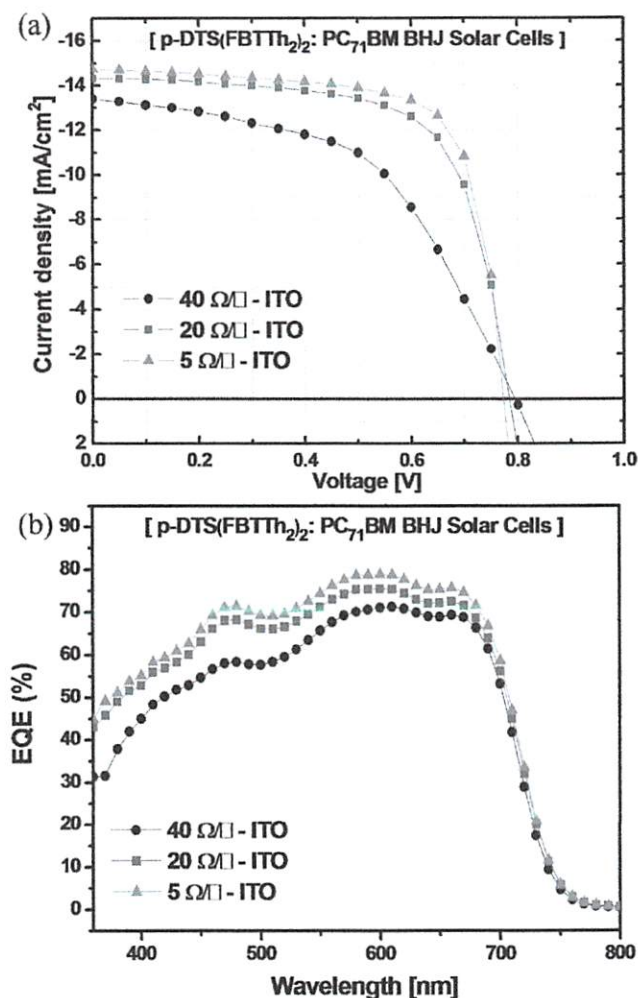 (a)
[ p-DTS(FBTTh₂)₂: PC₇₁BM BHJ Solar Cells ]
Current density [mA/cm²]
-16
-14
-12
-10
-8
-6
-4
-2
0
2
40 Ω/□ - ITO
20 Ω/□ - ITO
5 Ω/□ - ITO
0.0 0.2 0.4 0.6 0.8 1.0
Voltage [V]
(b)
[ p-DTS(FBTTh₂)₂: PC₇₁BM BHJ Solar Cells ]
EQE (%)
90
80
70
60
50
40
30
20
10
0
40 Ω/□ - ITO
20 Ω/□ - ITO
5 Ω/□ - ITO
400 500 600 700 800
Wavelength [nm]